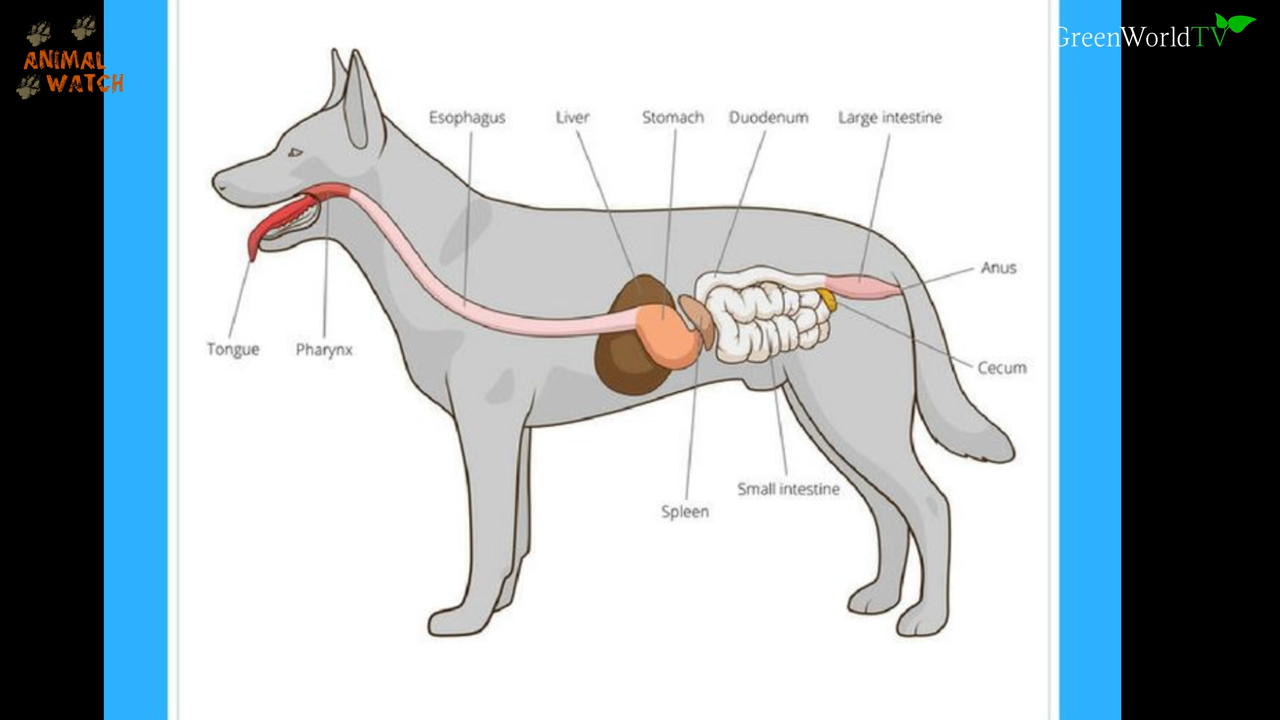 ANIMAL
WATCH
GreenWorldTV
Esophagus
Liver
Stomach
Duodenum
Large intestine
Anus
Tongue
Pharynx
Cecum
Small intestine
Spleen